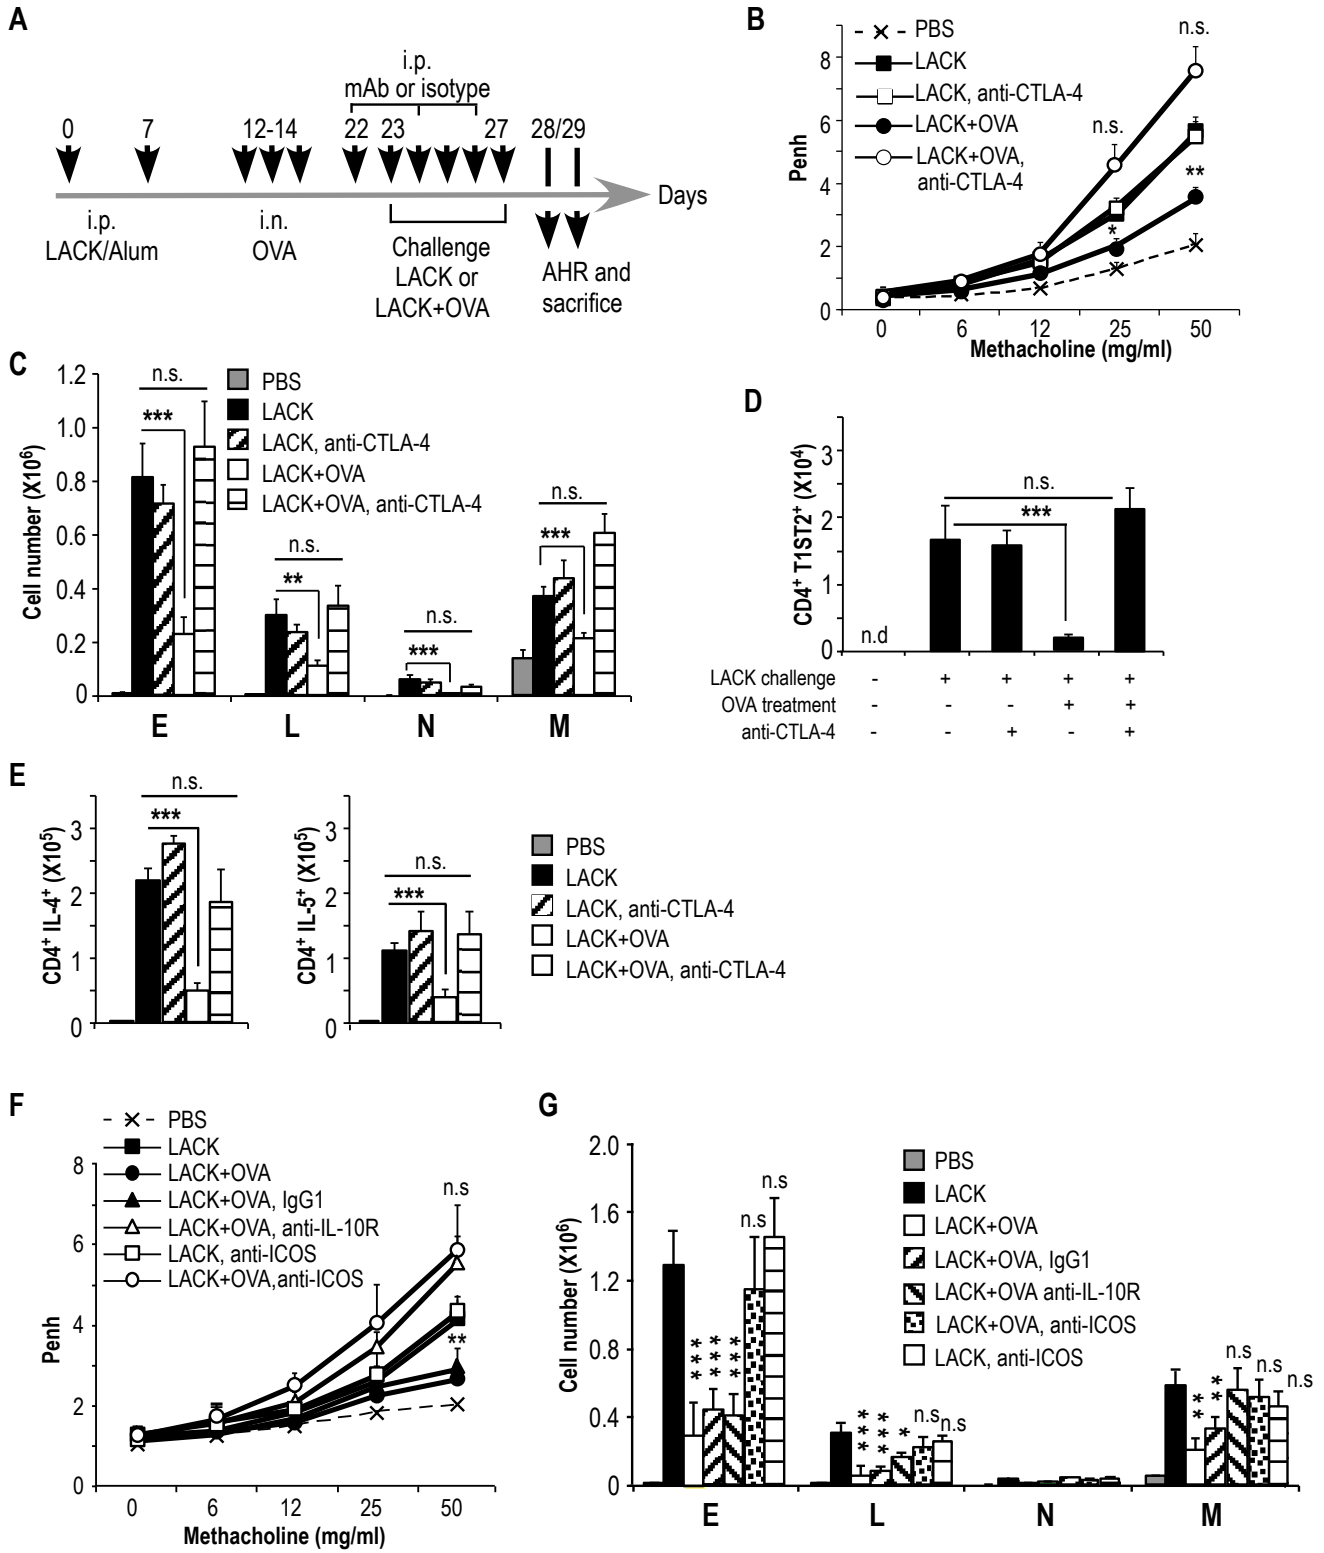 A
i.p.
mAb or isotype
0 7 12-14 22 23 27 28/29
Days
i.p.
LACK/Alum
i.n.
OVA
Challenge
LACK or
LACK+OVA
AHR and
sacrifice
B
PBS
LACK
LACK, anti-CTLA-4
LACK+OVA
LACK+OVA,
anti-CTLA-4
n.s.
n.s.
**
*
Penh
8
6
4
2
0
0 6 12 25 50
Methacholine (mg/ml)
C
Cell number (X10⁶)
1.2
1.0
0.8
0.6
0.4
0.2
0
n.s.
***
n.s.
**
n.s.
***
n.s.
***
PBS
LACK
LACK, anti-CTLA-4
LACK+OVA
LACK+OVA, anti-CTLA-4
E L N M
D
CD4⁺ T1ST2⁺ (X10⁴)
3
2
1
0
n.s.
***
n.d
LACK challenge - + + + +
OVA treatment - - - + +
anti-CTLA-4 - - + - +
E
CD4⁺ IL-4⁺ (X10⁵)
3
2
1
0
n.s.
***
CD4⁺ IL-5⁺ (X10⁵)
3
2
1
0
n.s.
***
PBS
LACK
LACK, anti-CTLA-4
LACK+OVA
LACK+OVA, anti-CTLA-4
F
PBS
LACK
LACK+OVA
LACK+OVA, IgG1
LACK+OVA, anti-IL-10R
LACK, anti-ICOS
LACK+OVA,anti-ICOS
n.s
**
Penh
8
6
4
2
0
0 6 12 25 50
Methacholine (mg/ml)
G
Cell number (X10⁶)
2.0
1.6
1.2
0.8
0.4
0
PBS
LACK
LACK+OVA
LACK+OVA, IgG1
LACK+OVA anti-IL-10R
LACK+OVA, anti-ICOS
LACK, anti-ICOS
*** *** *** n.s n.s
*** *** * n.s n.s
** ** n.s n.s n.s
E L N M